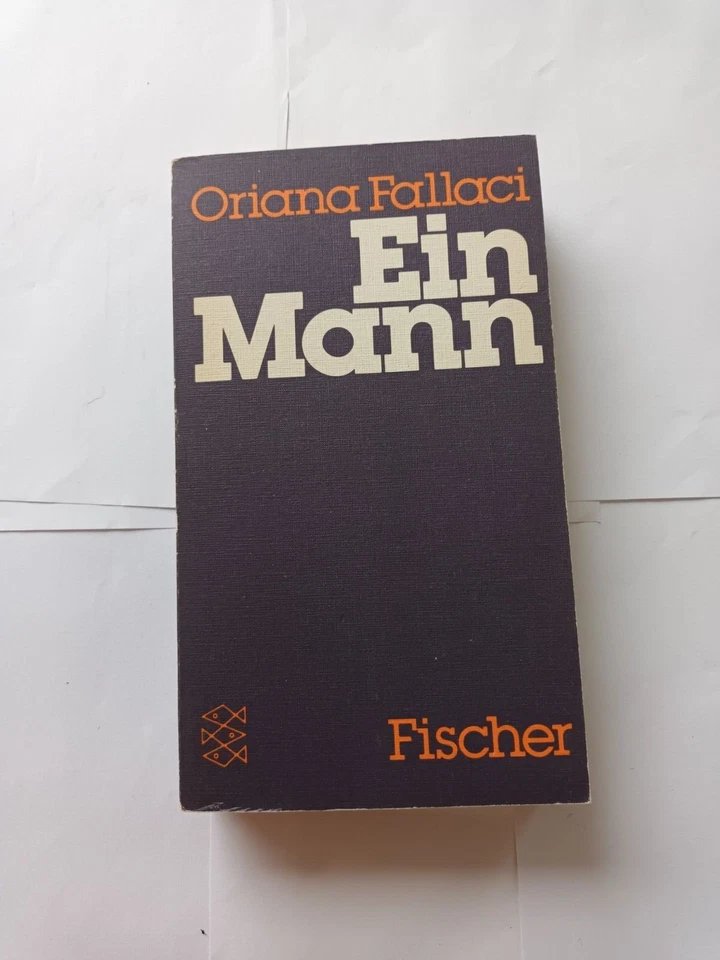 Oriana Fallaci
Ein
Mann
Fischer